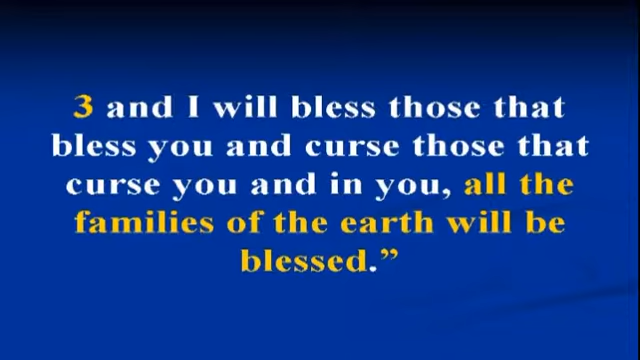 3 and I will bless those that
bless you and curse those that
curse you and in you, all the
families of the earth will be
blessed.”